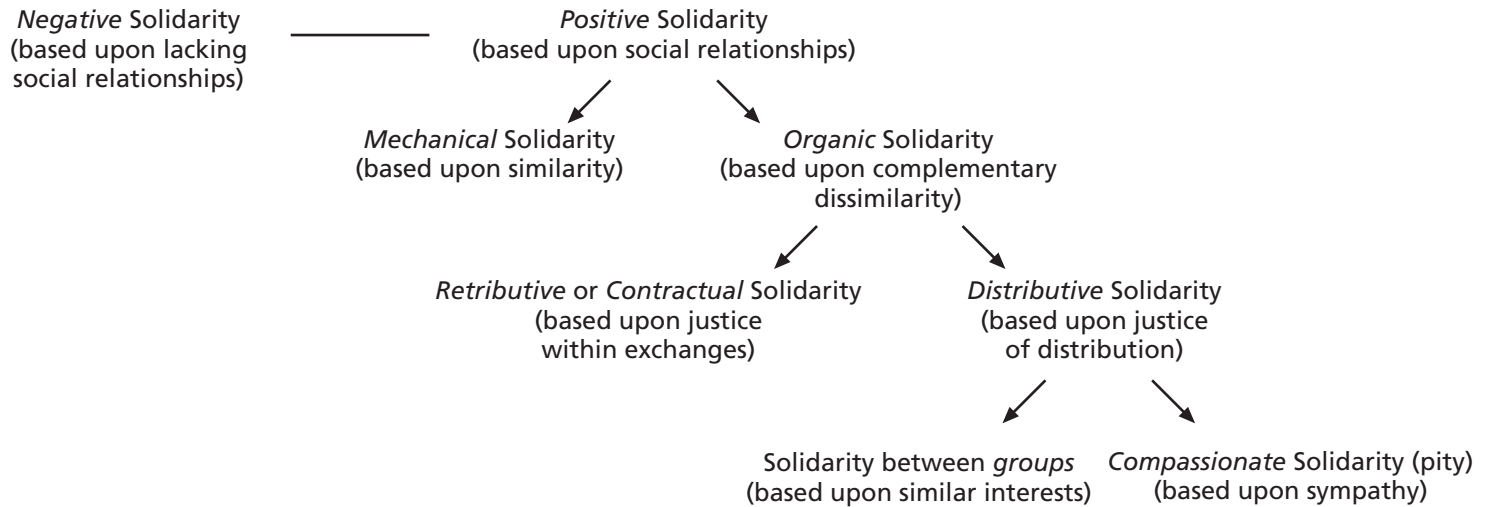 Negative Solidarity
(based upon lacking
social relationships)
Positive Solidarity
(based upon social relationships)
Mechanical Solidarity
(based upon similarity)
Organic Solidarity
(based upon complementary
dissimilarity)
Retributive or Contractual Solidarity
(based upon justice
within exchanges)
Distributive Solidarity
(based upon justice
of distribution)
Solidarity between groups
(based upon similar interests)
Compassionate Solidarity (pity)
(based upon sympathy)